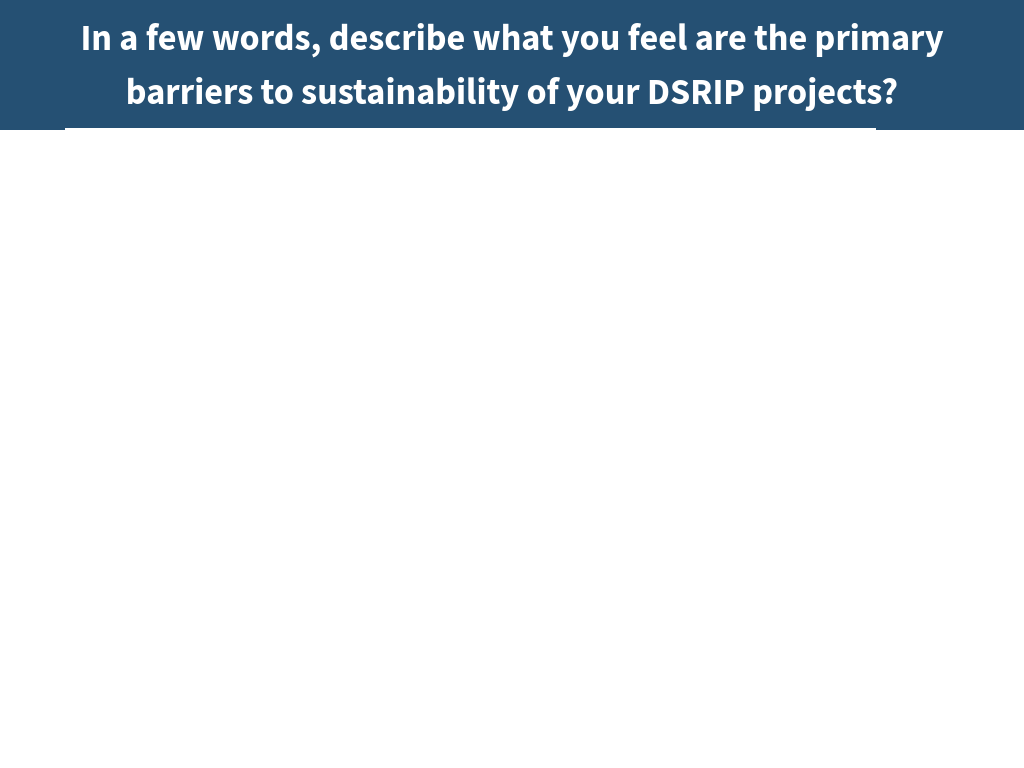 In a few words, describe what you feel are the primary
barriers to sustainability of your DSRIP projects?